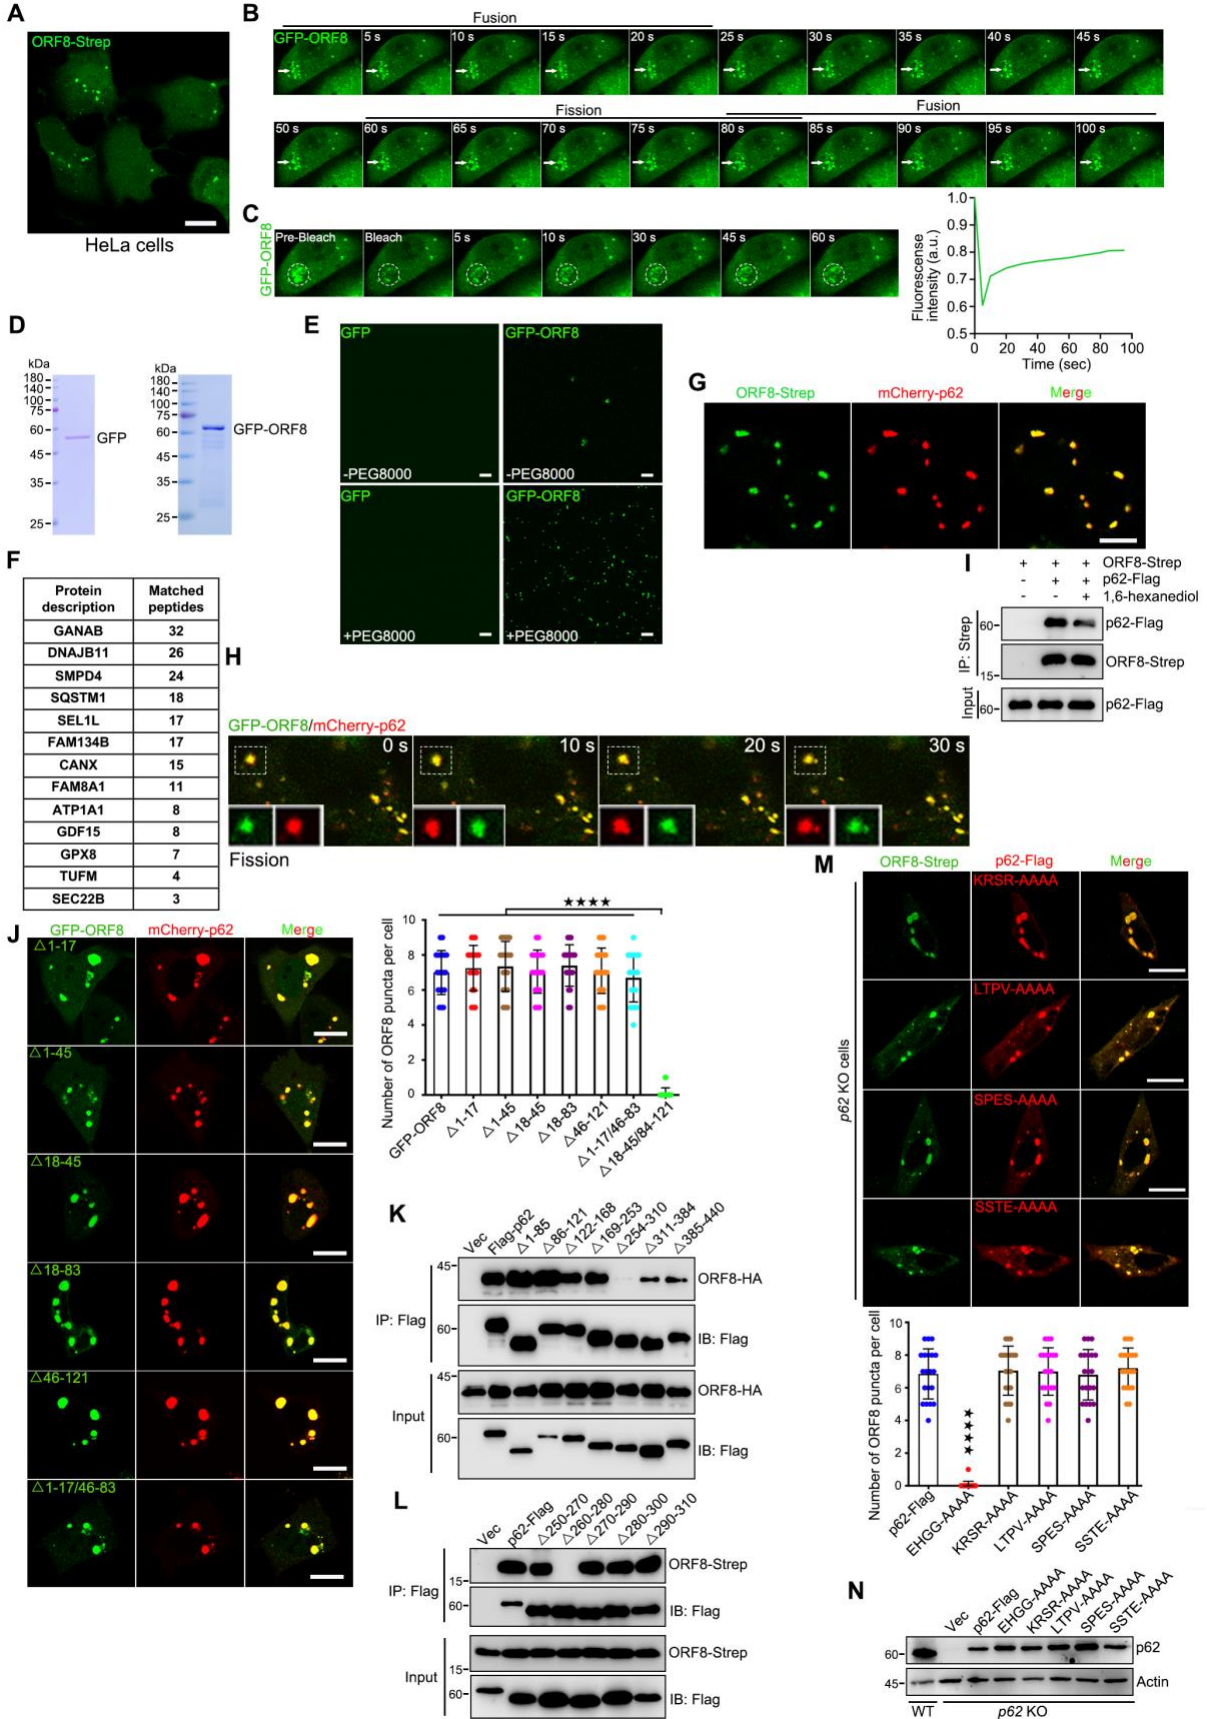 A
ORF8-Strep
HeLa cells
B
Fusion
GFP-ORF8 5 s 10 s 15 s 20 s 25 s 30 s 35 s 40 s 45 s
Fission Fusion
50 s 60 s 65 s 70 s 75 s 80 s 85 s 90 s 95 s 100 s
C
GFP-ORF8
Pre-Bleach Bleach 5 s 10 s 30 s 45 s 60 s
Fluorescense intensity (a.u.)
1.0
0.9
0.8
0.7
0.6
0.5
0 20 40 60 80 100
Time (sec)
D
kDa
180
140
100
75
60
45
35
25
GFP
kDa
180
140
100
75
60
45
35
25
GFP-ORF8
E
GFP GFP-ORF8
-PEG8000 -PEG8000
GFP GFP-ORF8
+PEG8000 +PEG8000
F
Protein description Matched peptides
GANAB 32
DNAJB11 26
SMPD4 24
SQSTM1 18
SEL1L 17
FAM134B 17
CANX 15
FAM8A1 11
ATP1A1 8
GDF15 8
GPX8 7
TUFM 4
SEC22B 3
G
ORF8-Strep mCherry-p62 Merge
H
GFP-ORF8/mCherry-p62
0 s 10 s 20 s 30 s
Fission
I
+ + + ORF8-Strep
- + + p62-Flag
- - + 1,6-hexanediol
IP: Strep
60 p62-Flag
15 ORF8-Strep
Input
60 p62-Flag
J
GFP-ORF8 mCherry-p62 Merge
△1-17
△1-45
△18-45
△18-83
△46-121
△1-17/46-83
Number of ORF8 puncta per cell
10
8
6
4
2
0
★★★★
GFP-ORF8 △1-17 △1-45 △18-45 △18-83 △46-121 △1-17/46-83 △18-45/84-121
K
Vec Flag-p62 △1-85 △86-121 △122-168 △169-253 △254-310 △311-384 △385-440
IP: Flag
45 ORF8-HA
60 IB: Flag
Input
45 ORF8-HA
60 IB: Flag
L
Vec p62-Flag △250-270 △260-280 △270-290 △280-300 △290-310
IP: Flag
15 ORF8-Strep
60 IB: Flag
Input
15 ORF8-Strep
60 IB: Flag
M
ORF8-Strep p62-Flag Merge
p62 KO cells
KRSR-AAAA
LTPV-AAAA
SPES-AAAA
SSTE-AAAA
Number of ORF8 puncta per cell
10
8
6
4
2
0
★★★★
p62-Flag EHGG-AAAA KRSR-AAAA LTPV-AAAA SPES-AAAA SSTE-AAAA
N
Vec p62-Flag EHGG-AAAA KRSR-AAAA LTPV-AAAA SPES-AAAA SSTE-AAAA
60 p62
45 Actin
WT p62 KO